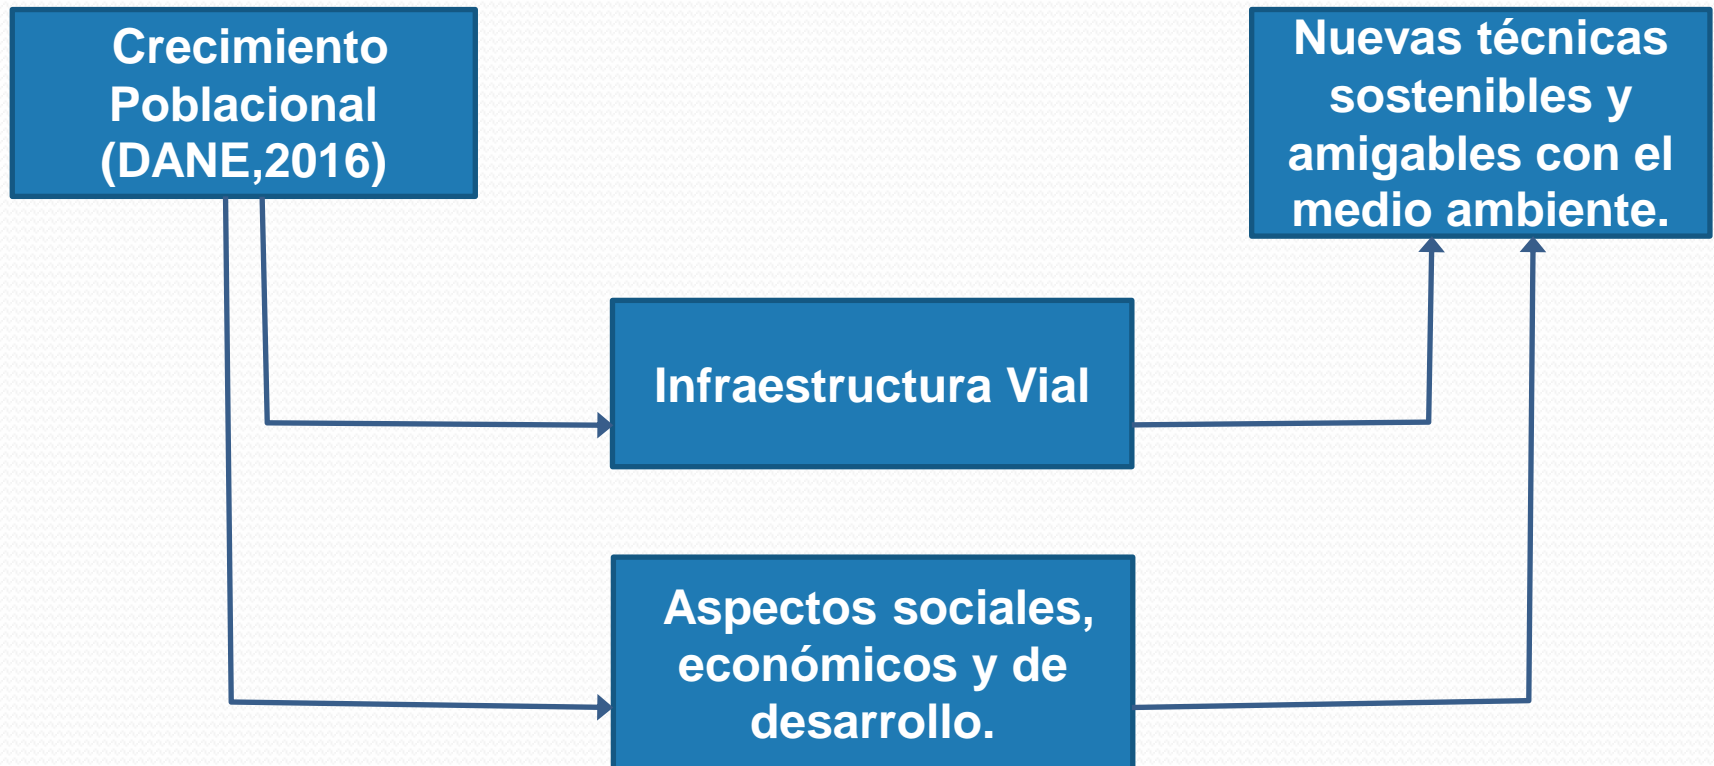 Crecimiento
Poblacional
(DANE,2016)
Nuevas técnicas
sostenibles y
amigables con el
medio ambiente.
Infraestructura Vial
Aspectos sociales,
económicos y de
desarrollo.